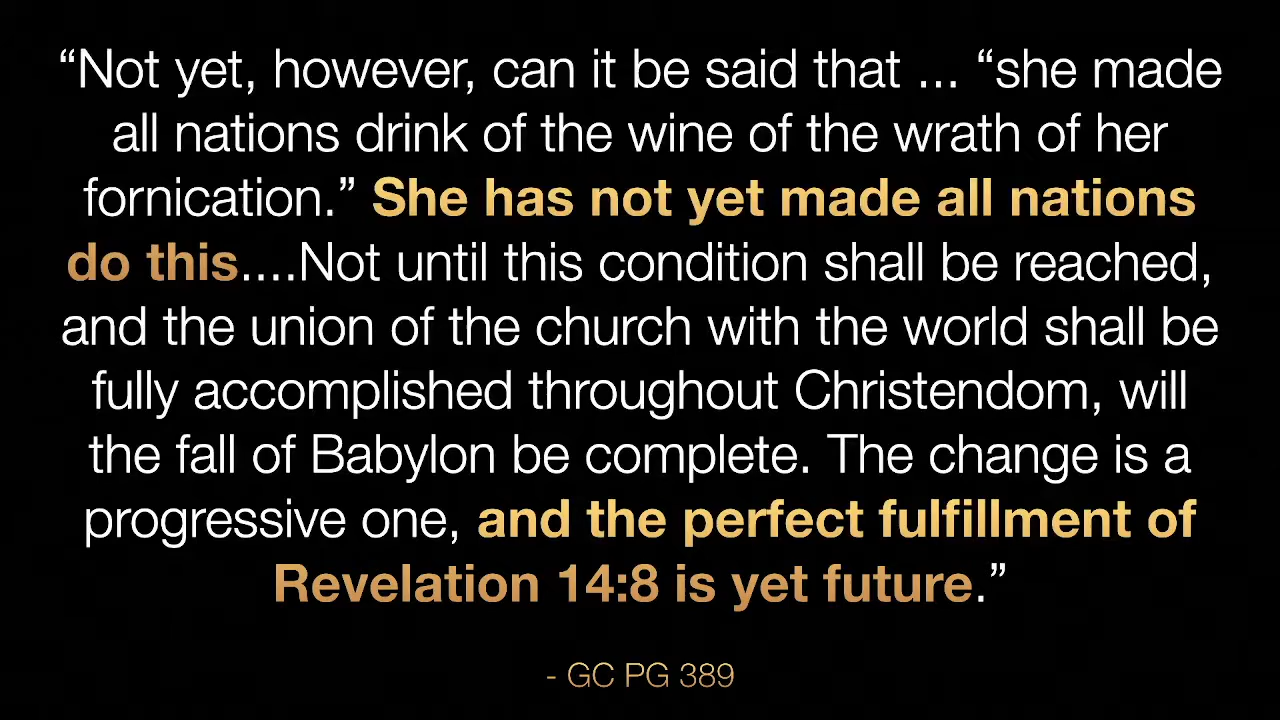 “Not yet, however, can it be said that ... “she made
all nations drink of the wine of the wrath of her
fornication.” She has not yet made all nations
do this....Not until this condition shall be reached,
and the union of the church with the world shall be
fully accomplished throughout Christendom, will
the fall of Babylon be complete. The change is a
progressive one, and the perfect fulfillment of
Revelation 14:8 is yet future.”
- GC PG 389